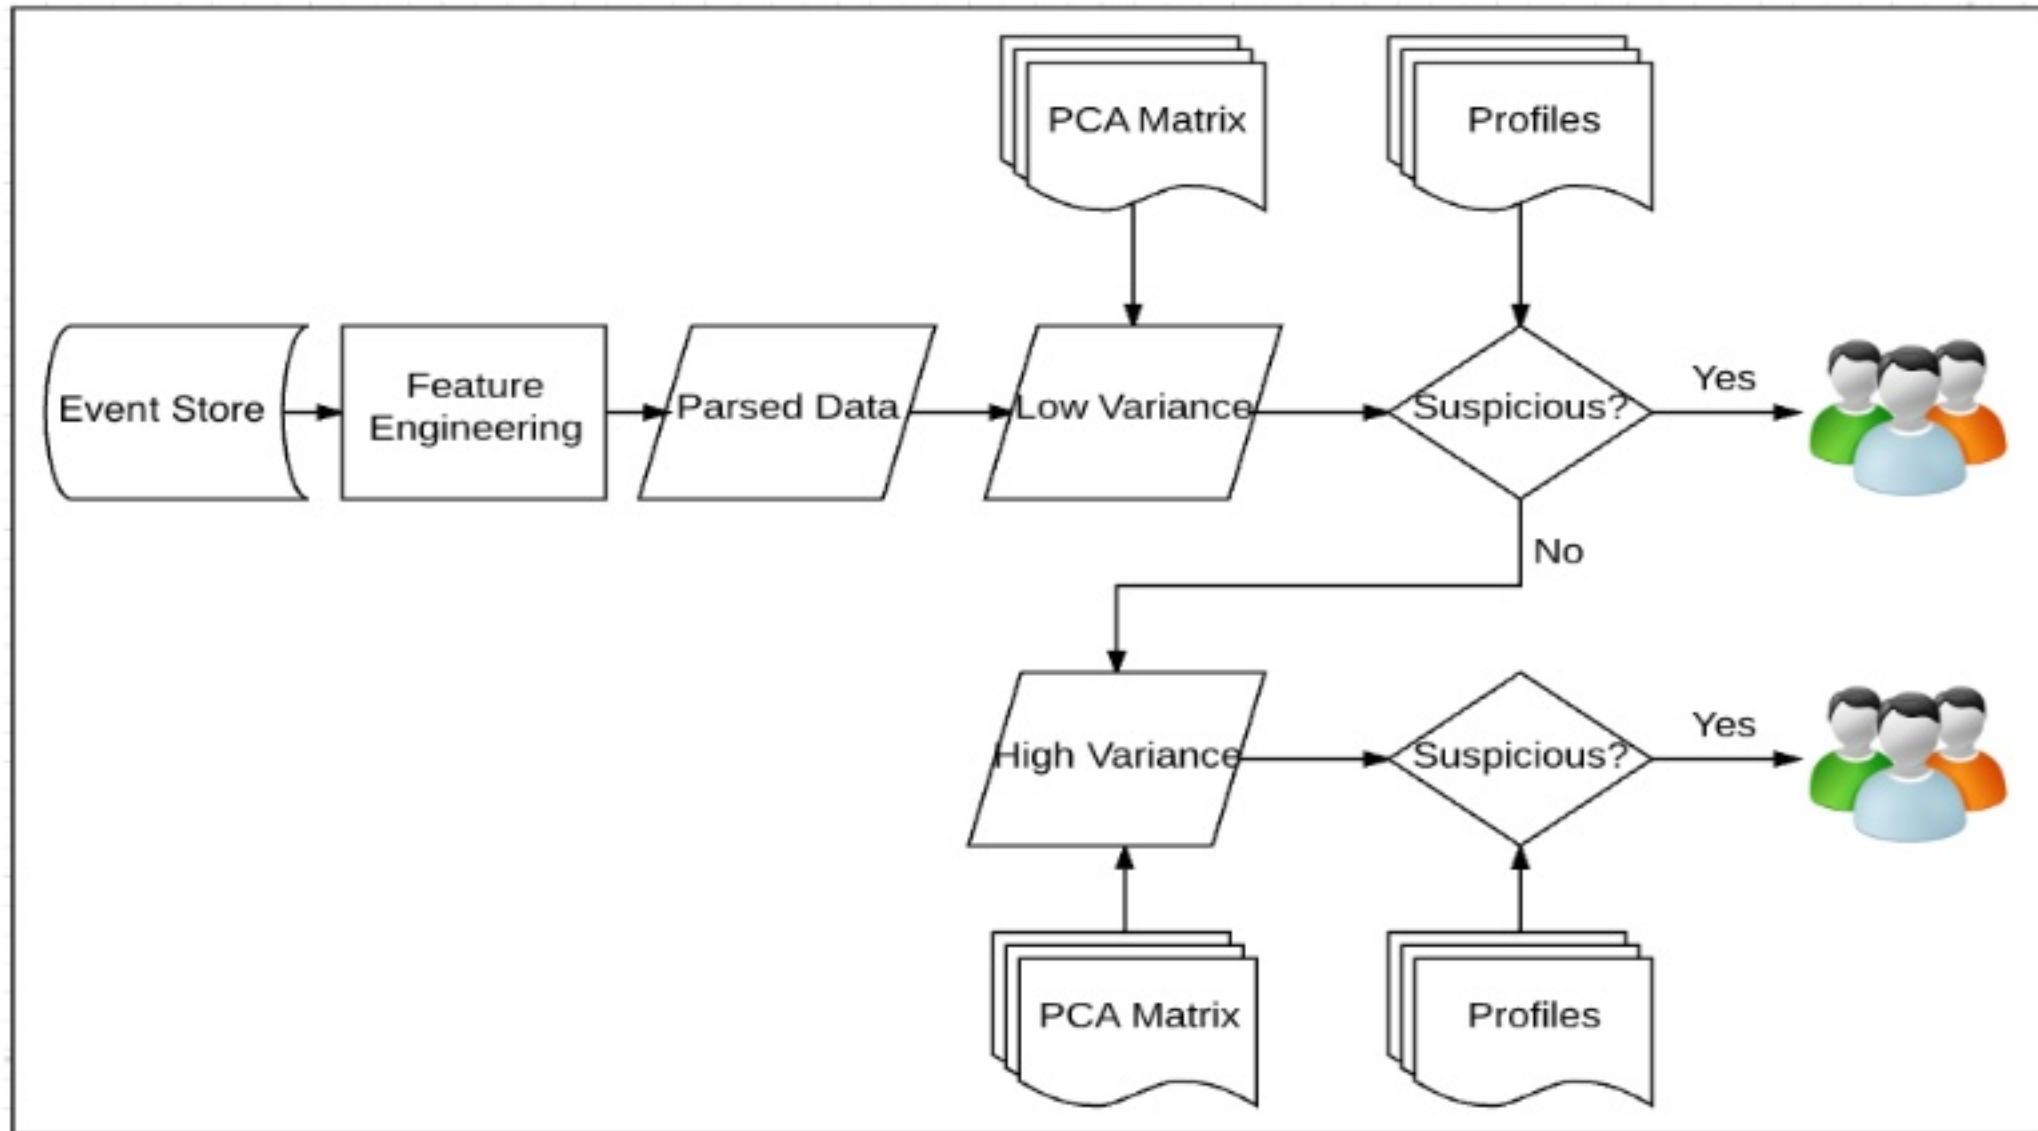 PCA Matrix
Profiles
Event Store
Feature
Engineering
Parsed Data
Low Variance
Suspicious?
Yes
No
High Variance
Suspicious?
Yes
PCA Matrix
Profiles